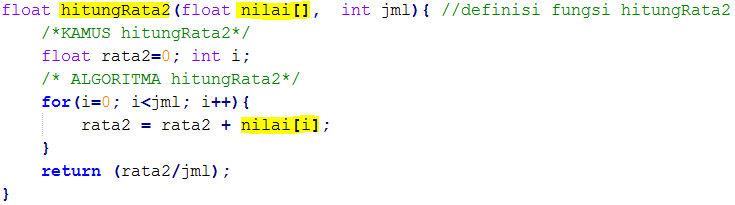 float hitungRata2(float nilai[],  int jml){ //definisi fungsi hitungRata2
    /*KAMUS hitungRata2*/
    float rata2=0; int i;
    /* ALGORITMA hitungRata2*/
    for(i=0; i<jml; i++){
        rata2 = rata2 + nilai[i];
    }
    return (rata2/jml);
}